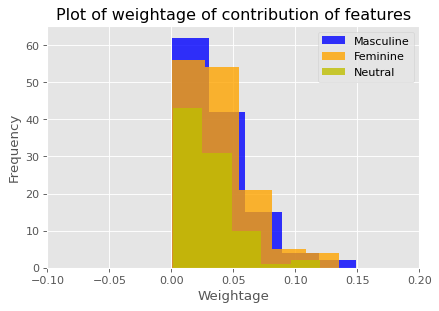 Plot of weightage of contribution of features
Masculine
Feminine
Neutral
Frequency
60
50
40
30
20
10
0
−0.10
−0.05
0.00
0.05
0.10
0.15
0.20
Weightage